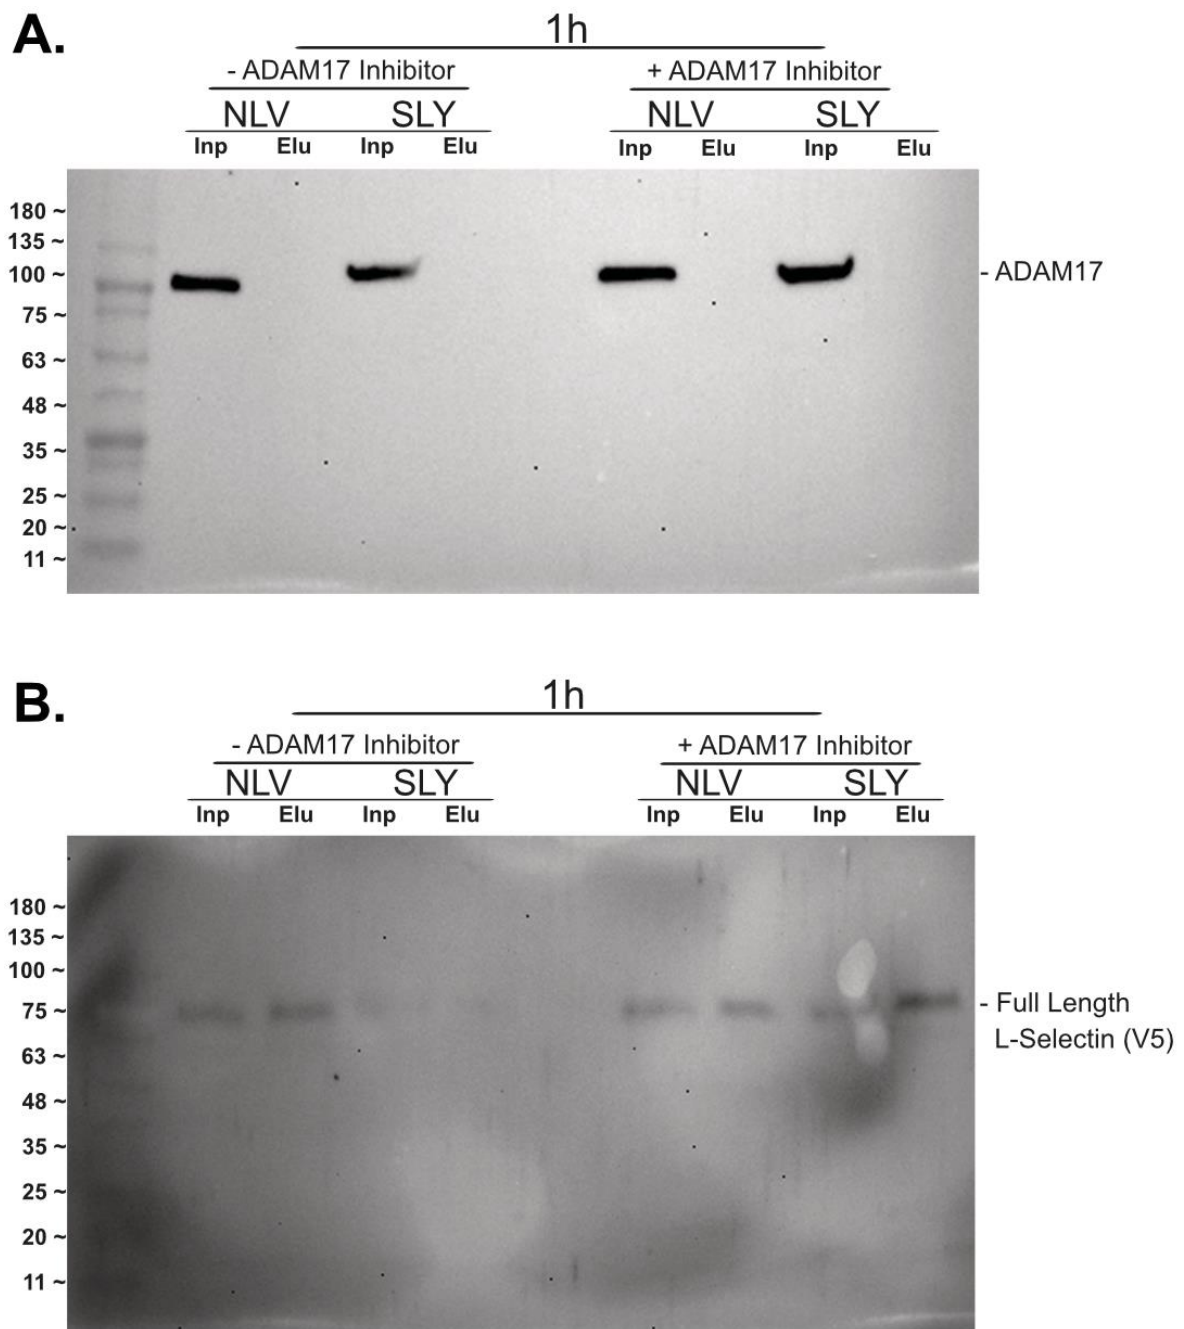 A.
1h
- ADAM17 Inhibitor + ADAM17 Inhibitor
NLV SLY NLV SLY
Inp Elu Inp Elu Inp Elu Inp Elu
180 ~
135 ~
100 ~
- ADAM17
75 ~
63 ~
48 ~
35 ~
25 ~
20 ~
11 ~
B.
1h
- ADAM17 Inhibitor + ADAM17 Inhibitor
NLV SLY NLV SLY
Inp Elu Inp Elu Inp Elu Inp Elu
180 ~
135 ~
100 ~
75 ~
- Full Length
L-Selectin (V5)
63 ~
48 ~
35 ~
25 ~
20 ~
11 ~